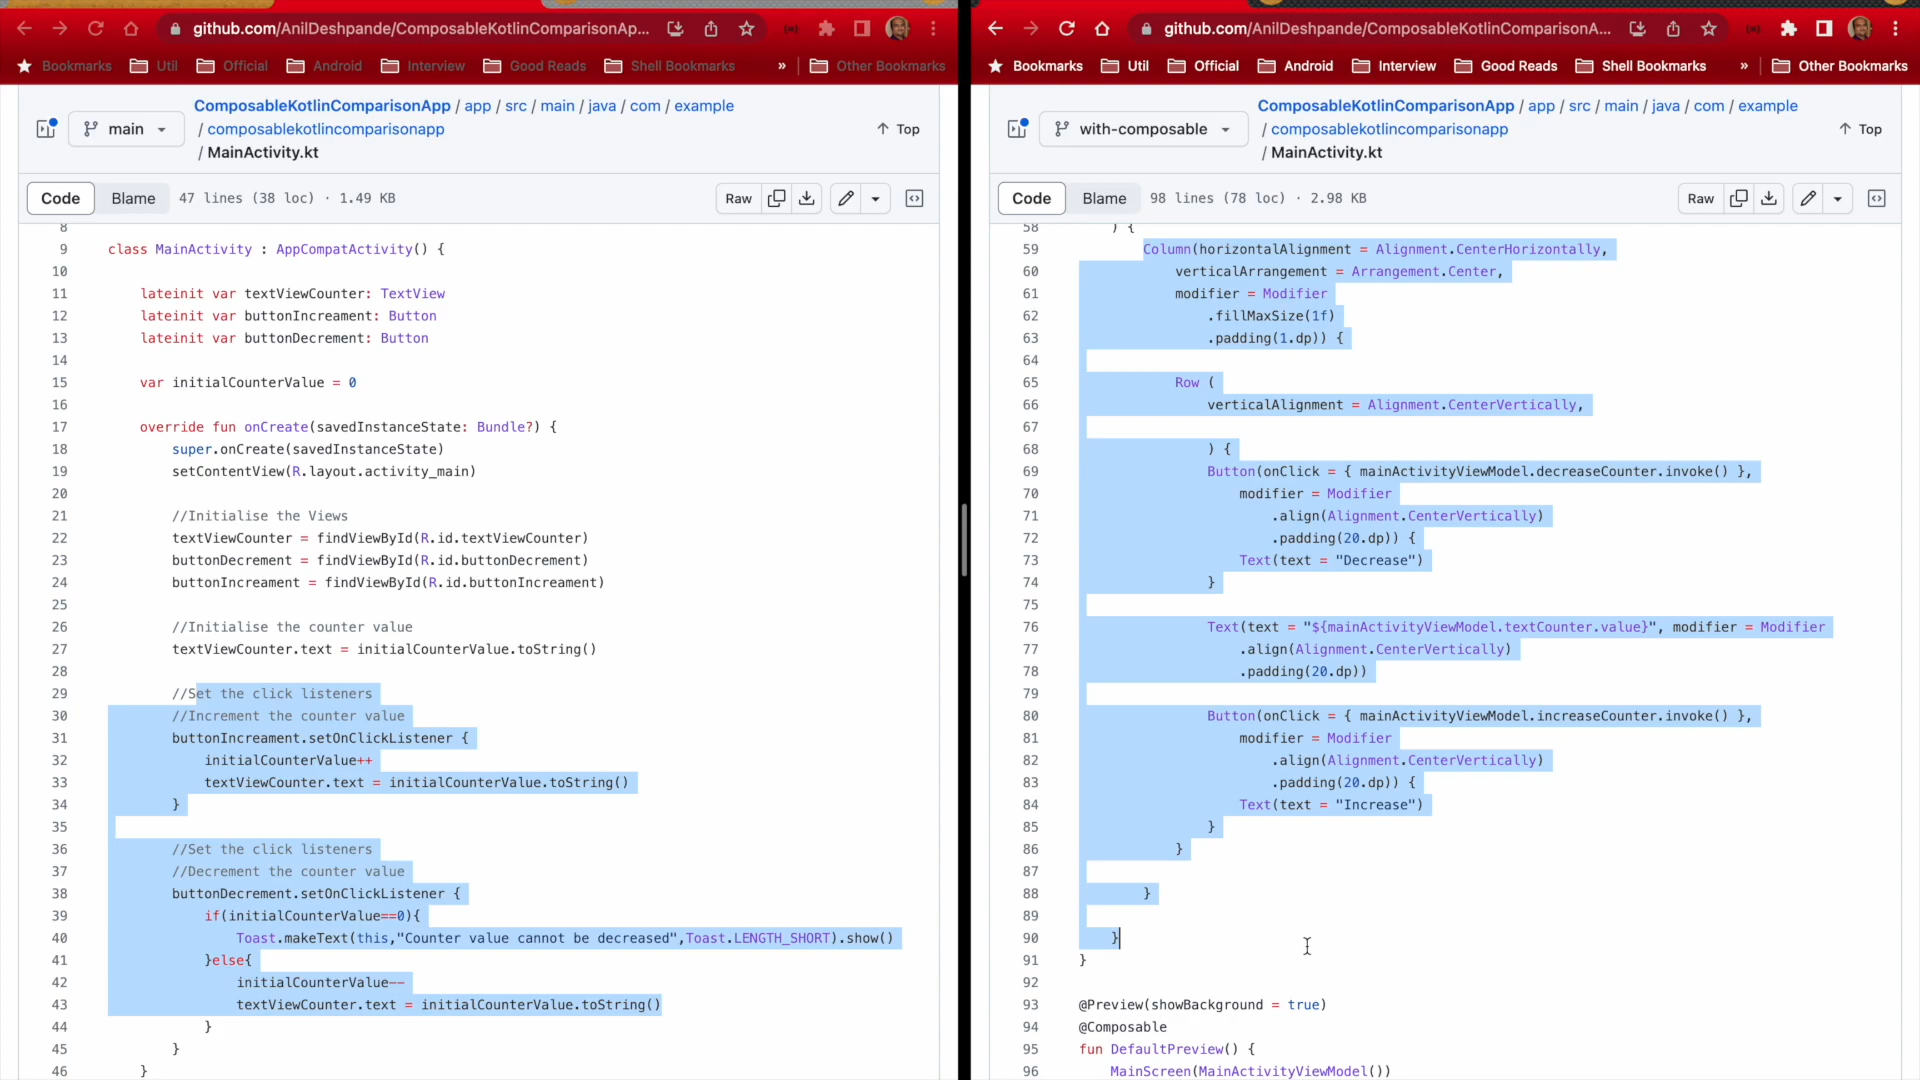 github.com/AnilDeshpande/ComposableKotlinComparisonAp...
Bookmarks Util Official Android Interview Good Reads Shell Bookmarks » Other Bookmarks
ComposableKotlinComparisonApp / app / src / main / java / com / example
main
/ composablekotlincomparisonapp
Top
/ MainActivity.kt
Code Blame 47 lines (38 loc) · 1.49 KB Raw
8
9 class MainActivity : AppCompatActivity() {
10
11 lateinit var textViewCounter: TextView
12 lateinit var buttonIncreament: Button
13 lateinit var buttonDecrement: Button
14
15 var initialCounterValue = 0
16
17 override fun onCreate(savedInstanceState: Bundle?) {
18 super.onCreate(savedInstanceState)
19 setContentView(R.layout.activity_main)
20
21 //Initialise the Views
22 textViewCounter = findViewById(R.id.textViewCounter)
23 buttonDecrement = findViewById(R.id.buttonDecrement)
24 buttonIncreament = findViewById(R.id.buttonIncreament)
25
26 //Initialise the counter value
27 textViewCounter.text = initialCounterValue.toString()
28
29 //Set the click listeners
30 //Increment the counter value
31 buttonIncreament.setOnClickListener {
32 initialCounterValue++
33 textViewCounter.text = initialCounterValue.toString()
34 }
35
36 //Set the click listeners
37 //Decrement the counter value
38 buttonDecrement.setOnClickListener {
39 if(initialCounterValue==0){
40 Toast.makeText(this,"Counter value cannot be decreased",Toast.LENGTH_SHORT).show()
41 }else{
42 initialCounterValue--
43 textViewCounter.text = initialCounterValue.toString()
44 }
45 }
46 }
github.com/AnilDeshpande/ComposableKotlinComparisonA...
Bookmarks Util Official Android Interview Good Reads Shell Bookmarks » Other Bookmarks
ComposableKotlinComparisonApp / app / src / main / java / com / example
with-composable
/ composablekotlincomparisonapp
Top
/ MainActivity.kt
Code Blame 98 lines (78 loc) · 2.98 KB Raw
58 ) {
59 Column(horizontalAlignment = Alignment.CenterHorizontally,
60 verticalArrangement = Arrangement.Center,
61 modifier = Modifier
62 .fillMaxSize(1f)
63 .padding(1.dp)) {
64
65 Row (
66 verticalAlignment = Alignment.CenterVertically,
67
68 ) {
69 Button(onClick = { mainActivityViewModel.decreaseCounter.invoke() },
70 modifier = Modifier
71 .align(Alignment.CenterVertically)
72 .padding(20.dp)) {
73 Text(text = "Decrease")
74 }
75
76 Text(text = "${mainActivityViewModel.textCounter.value}", modifier = Modifier
77 .align(Alignment.CenterVertically)
78 .padding(20.dp))
79
80 Button(onClick = { mainActivityViewModel.increaseCounter.invoke() },
81 modifier = Modifier
82 .align(Alignment.CenterVertically)
83 .padding(20.dp)) {
84 Text(text = "Increase")
85 }
86 }
87
88 }
89
90 }
91 }
92
93 @Preview(showBackground = true)
94 @Composable
95 fun DefaultPreview() {
96 MainScreen(MainActivityViewModel())